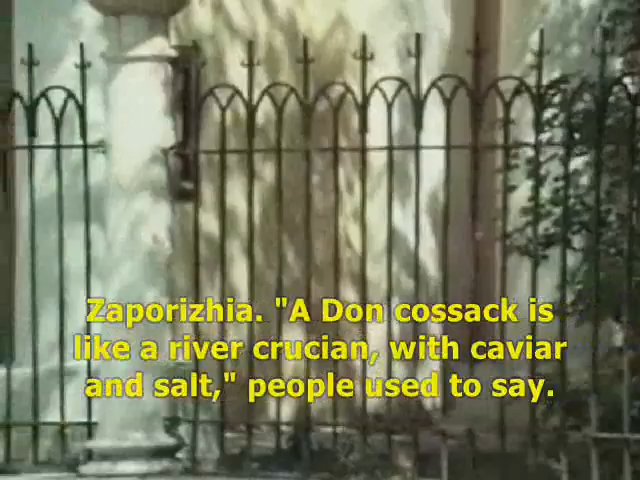 Zaporizhia. "A Don cossack is
like a river crucian, with caviar
and salt," people used to say.